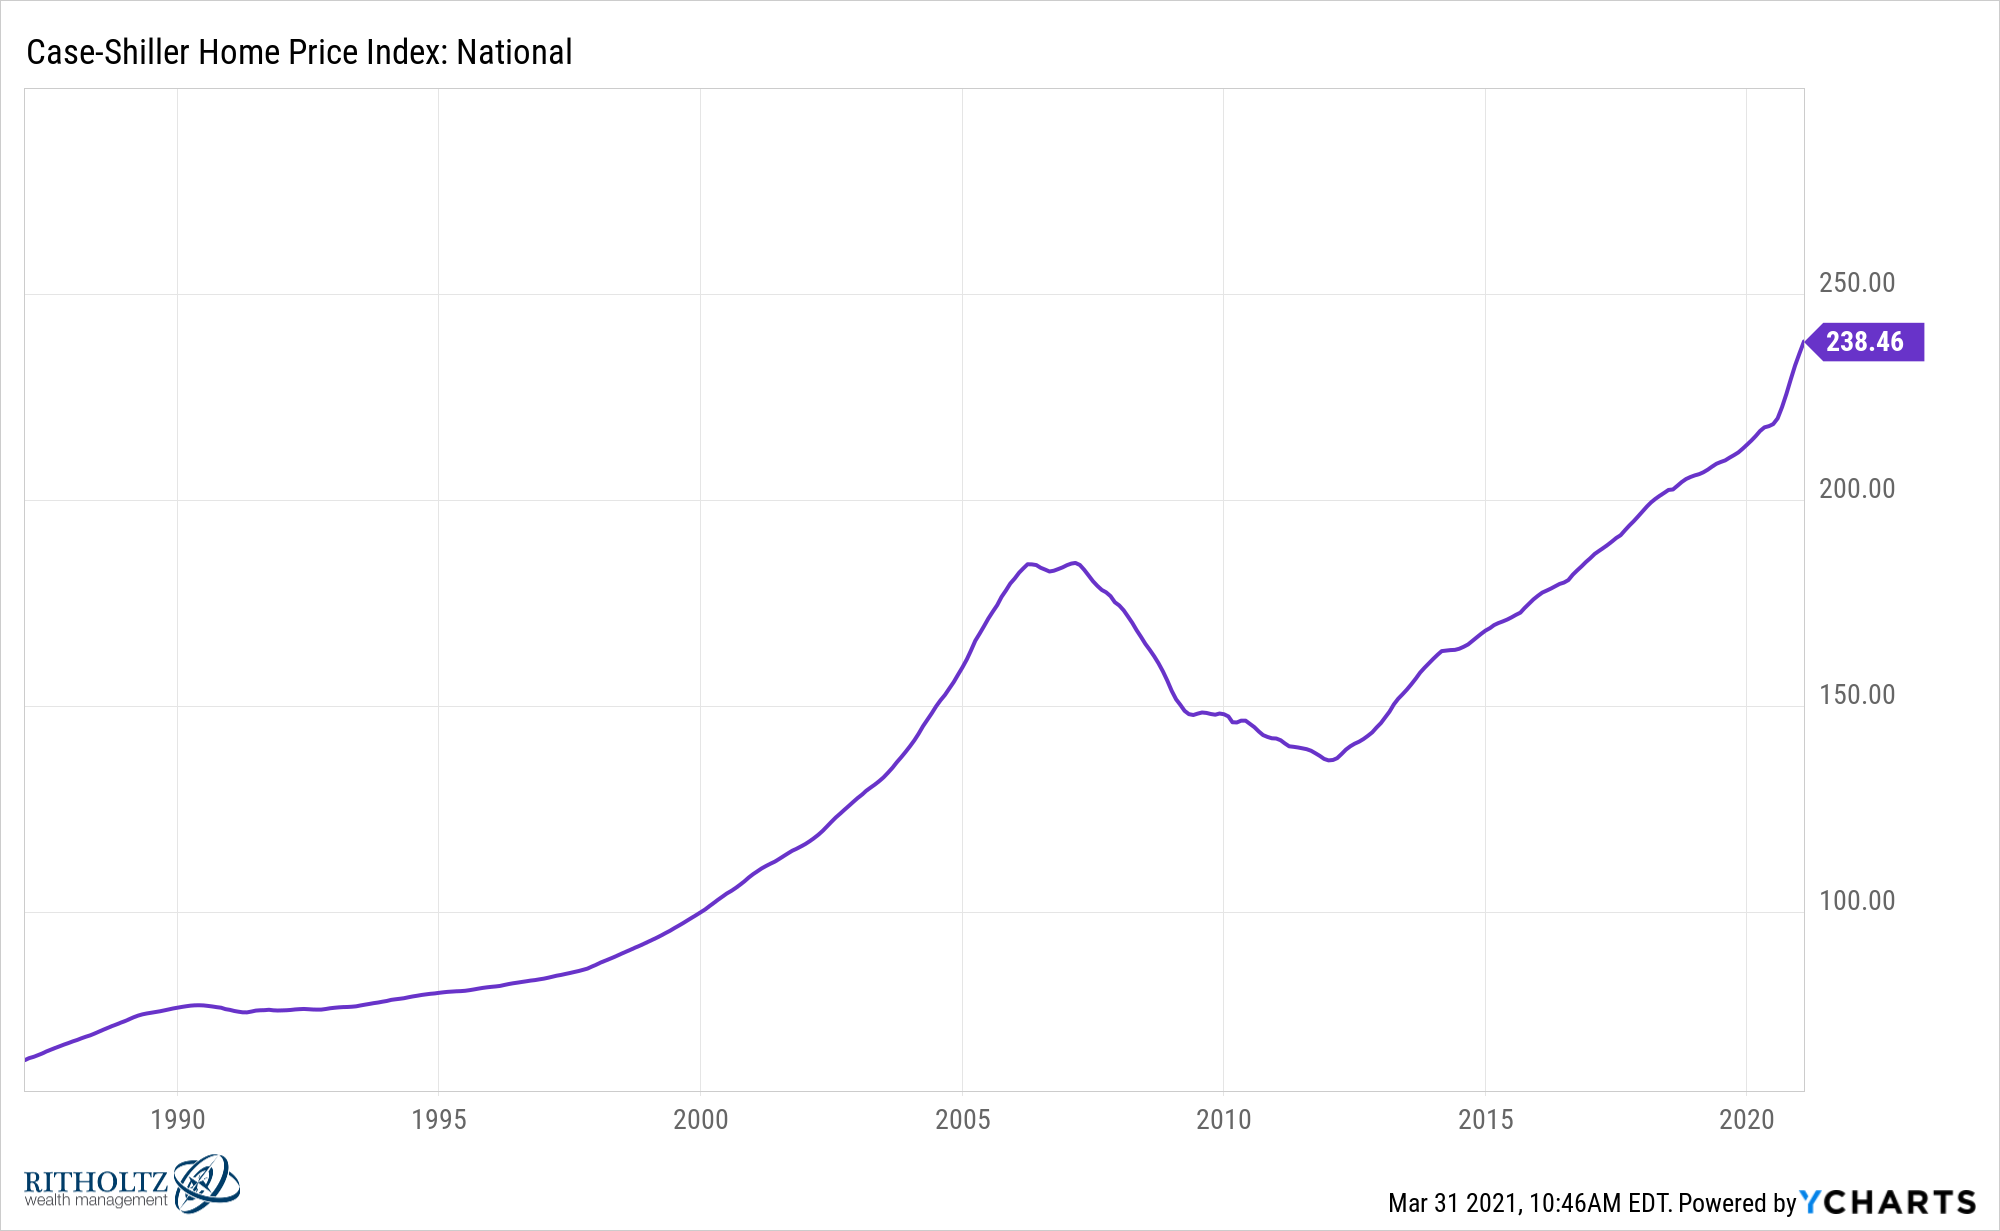 Case-Shiller Home Price Index: National
250.00
238.46
200.00
150.00
100.00
1990 1995 2000 2005 2010 2015 2020
RITHOLTZ
wealth management
Mar 31 2021, 10:46AM EDT. Powered by YCHARTS